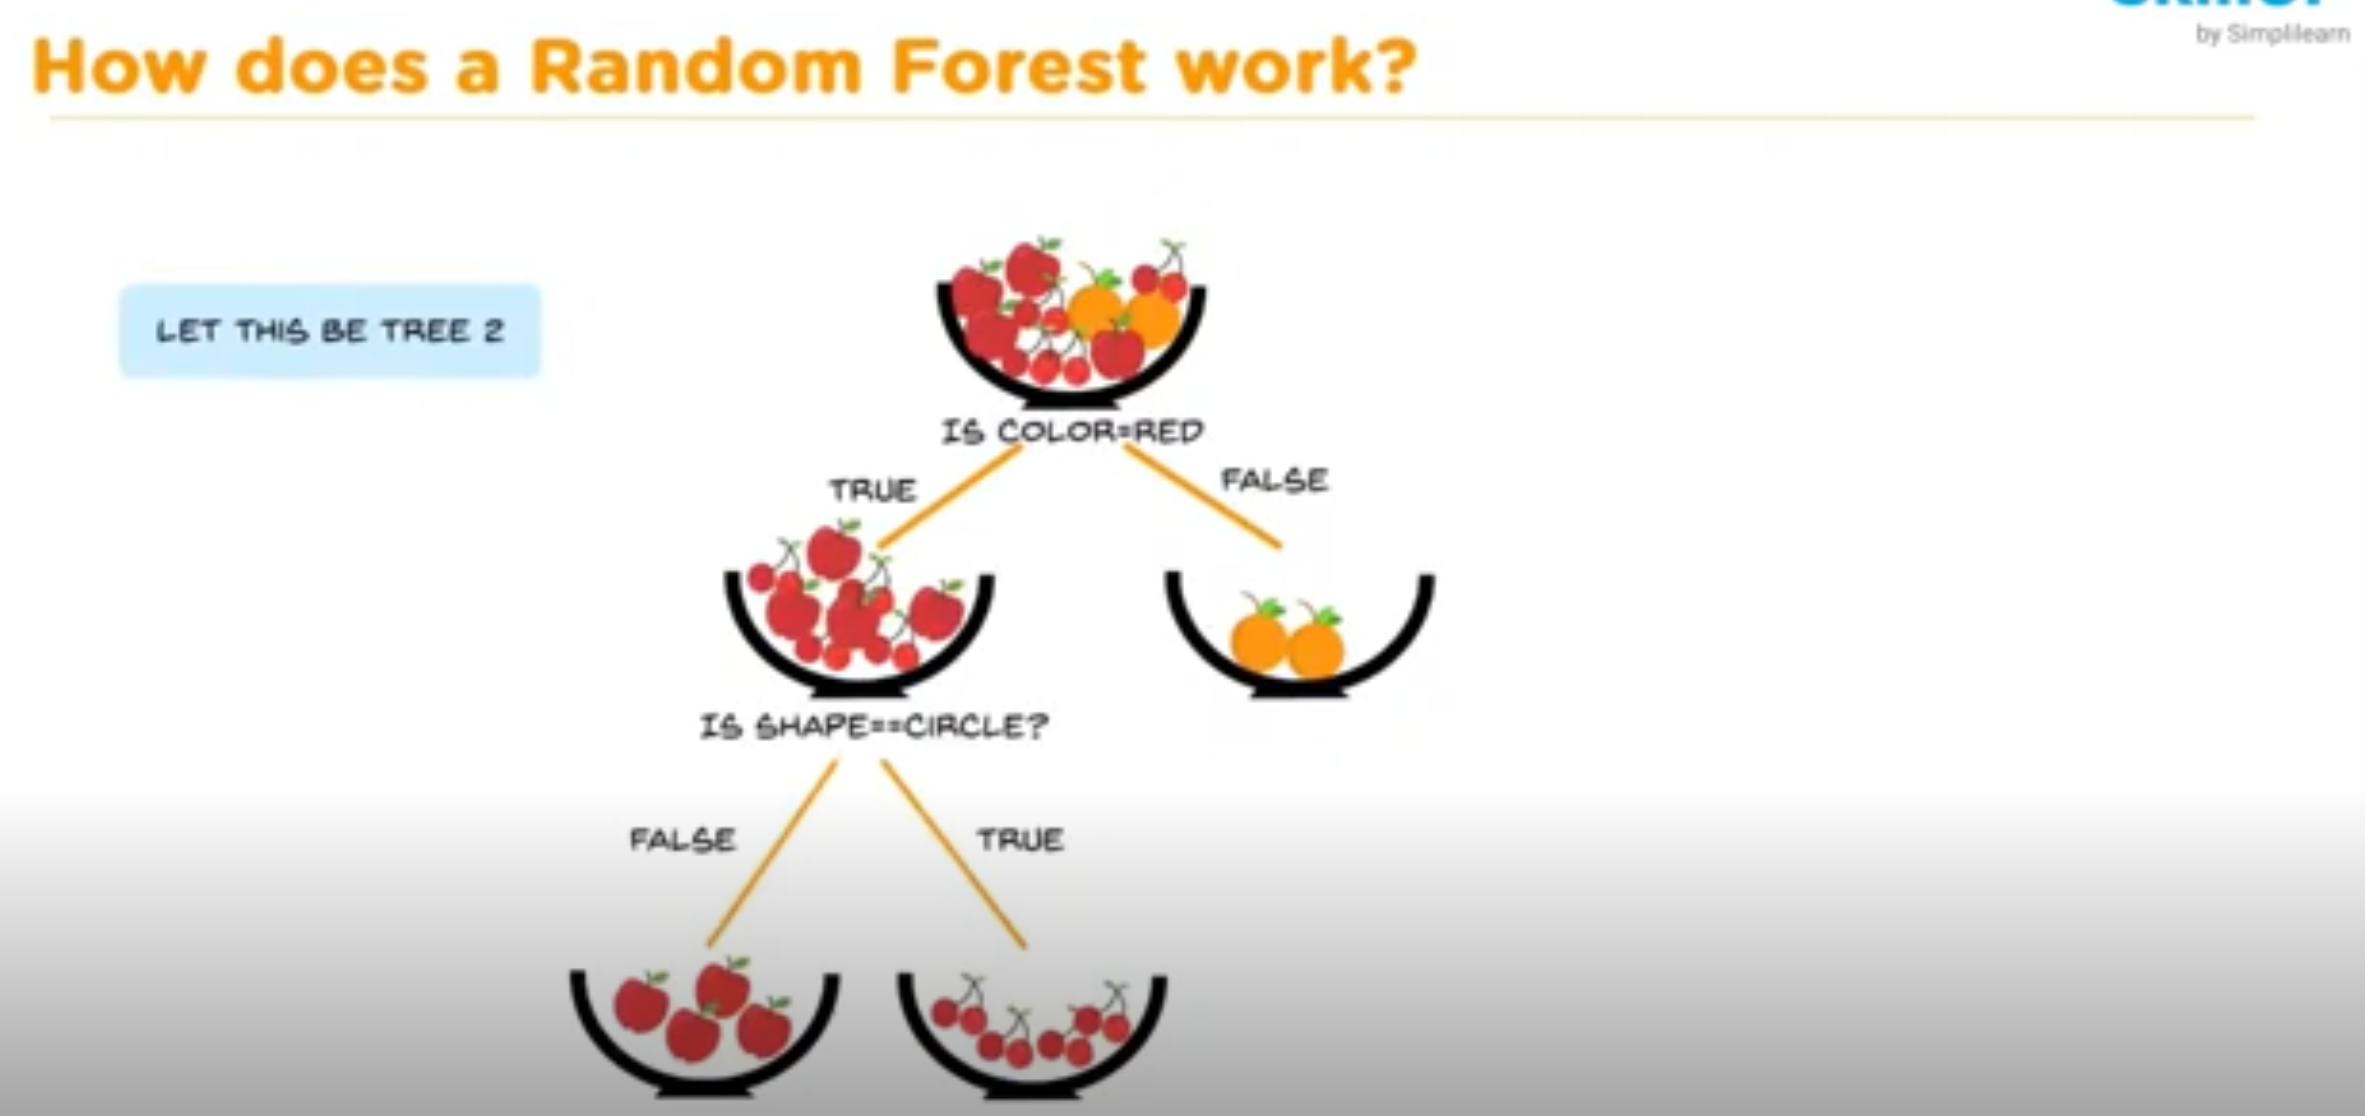 How does a Random Forest work?
by Simplilearn
LET THIS BE TREE 2
IS COLOR=RED
TRUE
FALSE
IS SHAPE==CIRCLE?
FALSE
TRUE